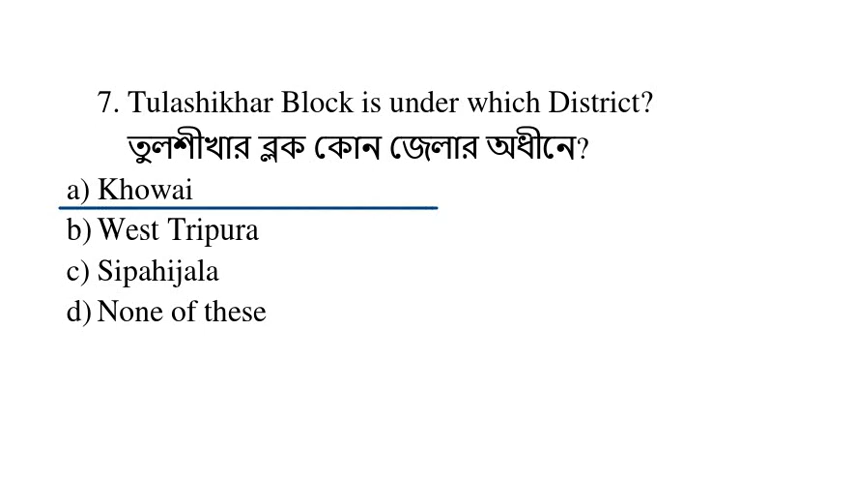 7. Tulashikhar Block is under which District?
তুলশীখার ব্লক কোন জেলার অধীনে?
a) Khowai
b) West Tripura
c) Sipahijala
d) None of these